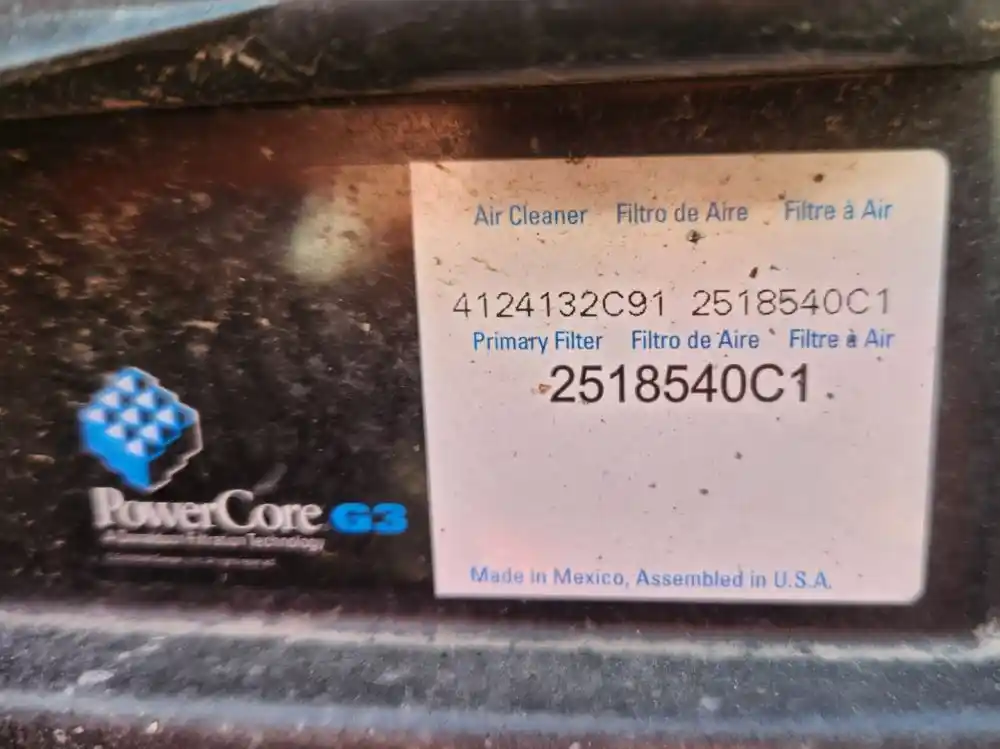 Air Cleaner Filtro de Aire Filtre à Air
4124132C91 2518540C1
Primary Filter Filtro de Aire Filtre à Air
2518540C1
PowerCore G3
Technology
Made in Mexico, Assembled in U.S.A.